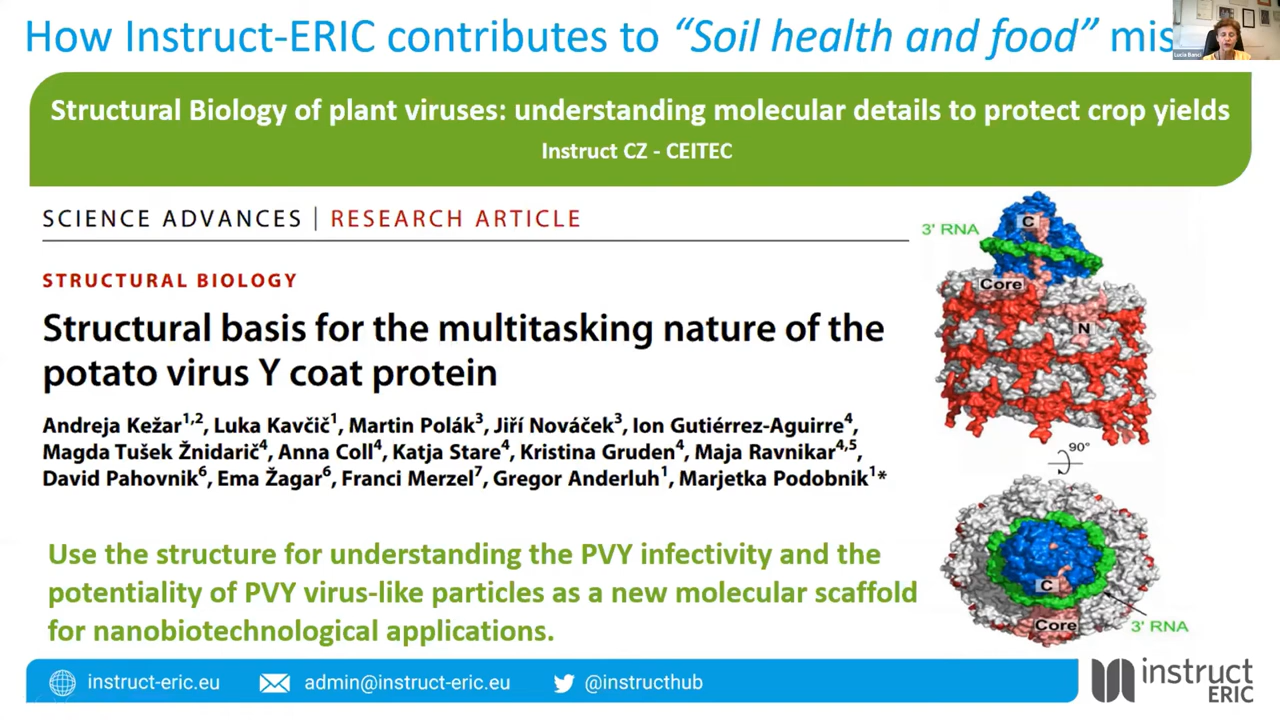 How Instruct-ERIC contributes to “Soil health and food” mis
Lucia Banci
Structural Biology of plant viruses: understanding molecular details to protect crop yields
Instruct CZ - CEITEC
SCIENCE ADVANCES | RESEARCH ARTICLE
STRUCTURAL BIOLOGY
Structural basis for the multitasking nature of the
potato virus Y coat protein
Andreja Kežar1,2, Luka Kavčič1, Martin Polák3, Jiří Nováček3, Ion Gutiérrez-Aguirre4,
Magda Tušek Žnidarič4, Anna Coll4, Katja Stare4, Kristina Gruden4, Maja Ravnikar4,5,
David Pahovnik6, Ema Žagar6, Franci Merzel7, Gregor Anderluh1, Marjetka Podobnik1*
Use the structure for understanding the PVY infectivity and the
potentiality of PVY virus-like particles as a new molecular scaffold
for nanobiotechnological applications.
3' RNA
C
Core
N
90°
C
Core
3' RNA
instruct-eric.eu
admin@instruct-eric.eu
@instructhub
instruct
ERIC